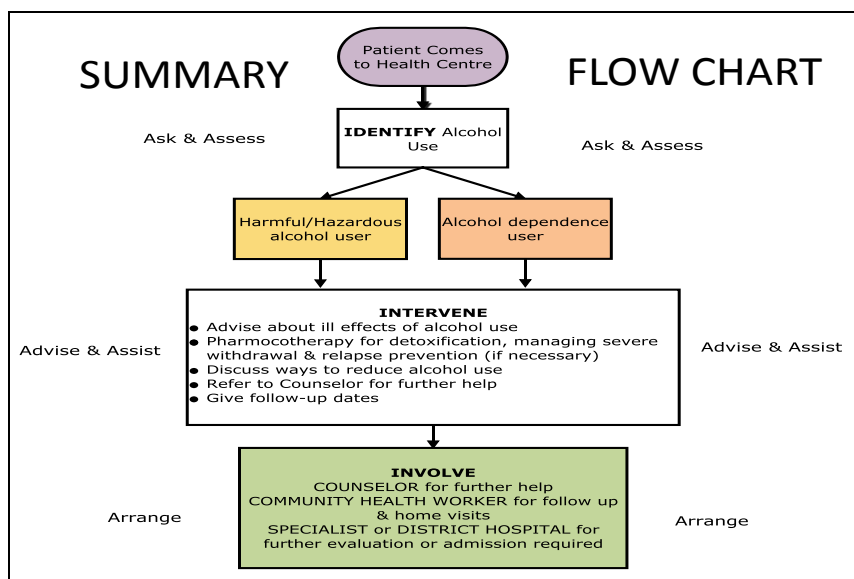 Patient Comes
to Health Centre
SUMMARY
FLOW CHART
IDENTIFY Alcohol
Use
Ask & Assess
Ask & Assess
Harmful/Hazardous
alcohol user
Alcohol dependence
user
INTERVENE
● Advise about ill effects of alcohol use
● Pharmocotherapy for detoxification, managing severe
withdrawal & relapse prevention (if necessary)
● Discuss ways to reduce alcohol use
● Refer to Counselor for further help
● Give follow-up dates
Advise & Assist
Advise & Assist
INVOLVE
COUNSELOR for further help
COMMUNITY HEALTH WORKER for follow up
& home visits
SPECIALIST or DISTRICT HOSPITAL for
further evaluation or admission required
Arrange
Arrange